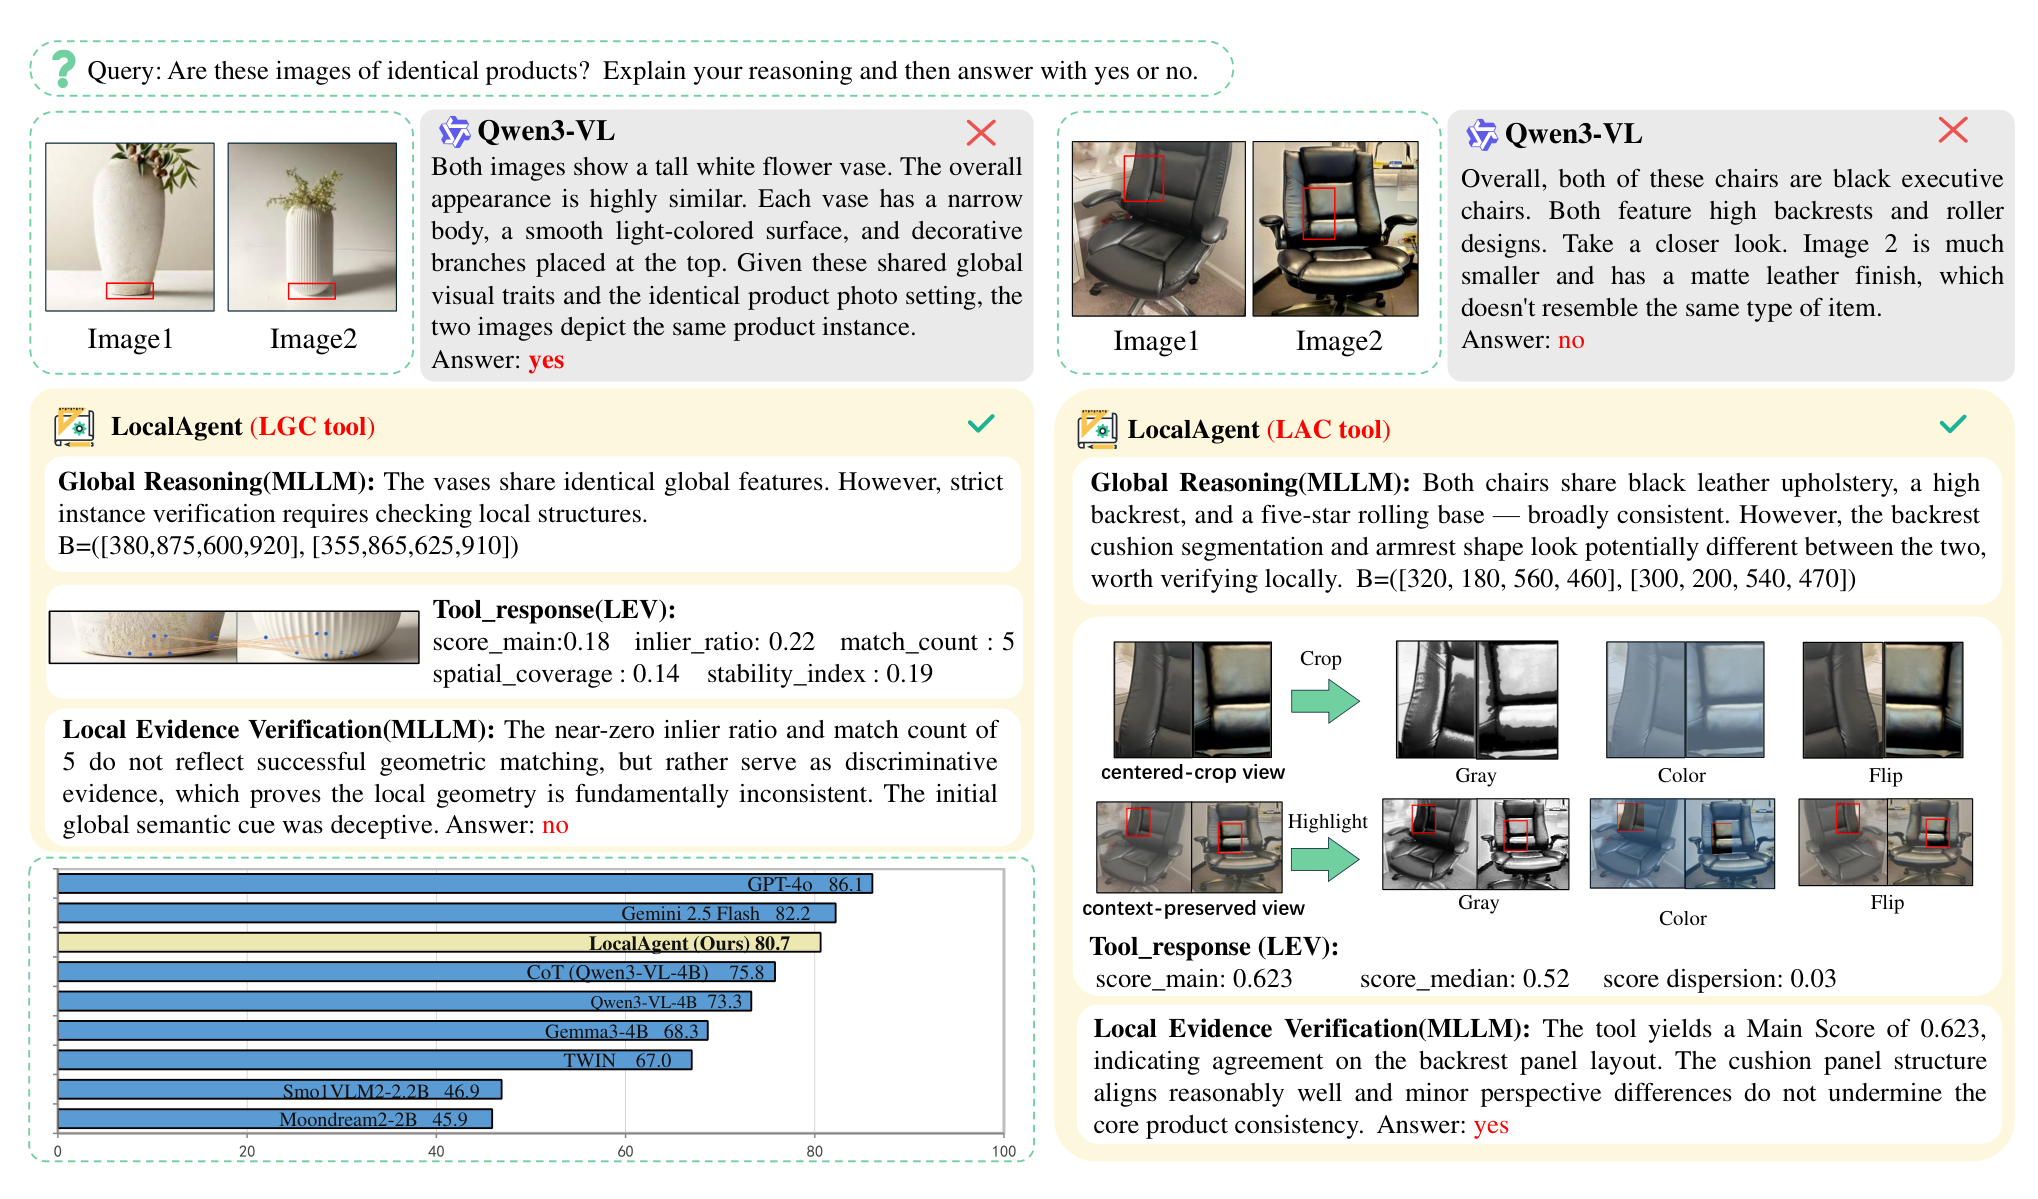 ? Query: Are these images of identical products? Explain your reasoning and then answer with yes or no.
Image1
Image2
Qwen3-VL
Both images show a tall white flower vase. The overall
appearance is highly similar. Each vase has a narrow
body, a smooth light-colored surface, and decorative
branches placed at the top. Given these shared global
visual traits and the identical product photo setting, the
two images depict the same product instance.
Answer: yes
Image1
Image2
Qwen3-VL
Overall, both of these chairs are black executive
chairs. Both feature high backrests and roller
designs. Take a closer look. Image 2 is much
smaller and has a matte leather finish, which
doesn't resemble the same type of item.
Answer: no
LocalAgent (LGC tool)
Global Reasoning(MLLM): The vases share identical global features. However, strict
instance verification requires checking local structures.
B=([380,875,600,920], [355,865,625,910])
Tool_response(LEV):
score_main:0.18 inlier_ratio: 0.22 match_count : 5
spatial_coverage : 0.14 stability_index : 0.19
Local Evidence Verification(MLLM): The near-zero inlier ratio and match count of
5 do not reflect successful geometric matching, but rather serve as discriminative
evidence, which proves the local geometry is fundamentally inconsistent. The initial
global semantic cue was deceptive. Answer: no
GPT-4o 86.1
Gemini 2.5 Flash 82.2
LocalAgent (Ours) 80.7
CoT (Qwen3-VL-4B) 75.8
Qwen3-VL-4B 73.3
Gemma3-4B 68.3
TWIN 67.0
Smo1VLM2-2.2B 46.9
Moondream2-2B 45.9
0 20 40 60 80 100
LocalAgent (LAC tool)
Global Reasoning(MLLM): Both chairs share black leather upholstery, a high
backrest, and a five-star rolling base — broadly consistent. However, the backrest
cushion segmentation and armrest shape look potentially different between the two,
worth verifying locally. B=([320, 180, 560, 460], [300, 200, 540, 470])
Crop
centered-crop view
Gray
Color
Flip
Highlight
context-preserved view
Gray
Color
Flip
Tool_response (LEV):
score_main: 0.623 score_median: 0.52 score dispersion: 0.03
Local Evidence Verification(MLLM): The tool yields a Main Score of 0.623,
indicating agreement on the backrest panel layout. The cushion panel structure
aligns reasonably well and minor perspective differences do not undermine the
core product consistency. Answer: yes